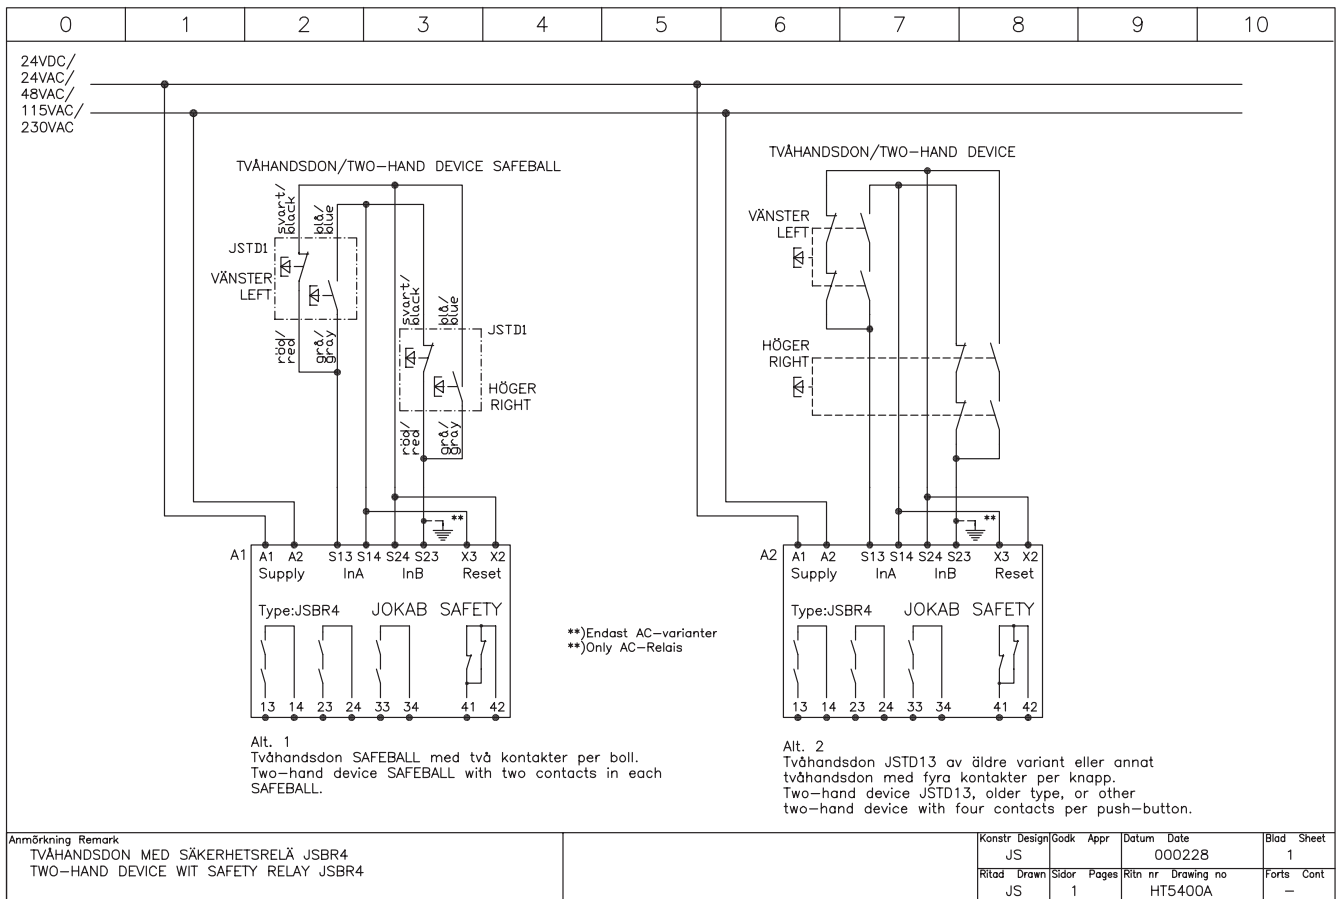 0 1 2 3 4 5 6 7 8 9 10
24VDC/
24VAC/
48VAC/
115VAC/
230VAC
TVÅHANDSDON/TWO-HAND DEVICE SAFEBALL
svart/
black
blå/
blue
JSTD1
VÄNSTER
LEFT
röd/
red
grå/
gray
svart/
black
blå/
blue
JSTD1
HÖGER
RIGHT
röd/
red
grå/
gray
**
A1 A1 A2 S13 S14 S24 S23 X3 X2
Supply InA InB Reset
Type:JSBR4 JOKAB SAFETY
13 14 23 24 33 34 41 42
Alt. 1
Tvåhandsdon SAFEBALL med två kontakter per boll.
Two-hand device SAFEBALL with two contacts in each
SAFEBALL.
**)Endast AC-varianter
**)Only AC-Relais
TVÅHANDSDON/TWO-HAND DEVICE
VÄNSTER
LEFT
HÖGER
RIGHT
**
A2 A1 A2 S13 S14 S24 S23 X3 X2
Supply InA InB Reset
Type:JSBR4 JOKAB SAFETY
13 14 23 24 33 34 41 42
Alt. 2
Tvåhandsdon JSTD13 av äldre variant eller annat
tvåhandsdon med fyra kontakter per knapp.
Two-hand device JSTD13, older type, or other
two-hand device with four contacts per push-button.
Anmörkning Remark
TVÅHANDSDON MED SÄKERHETSRELÄ JSBR4
TWO-HAND DEVICE WIT SAFETY RELAY JSBR4
Konstr Design Godk Appr Datum Date Blad Sheet
JS 000228 1
Ritad Drawn Sidor Pages Ritn nr Drawing no Forts Cont
JS 1 HT5400A -